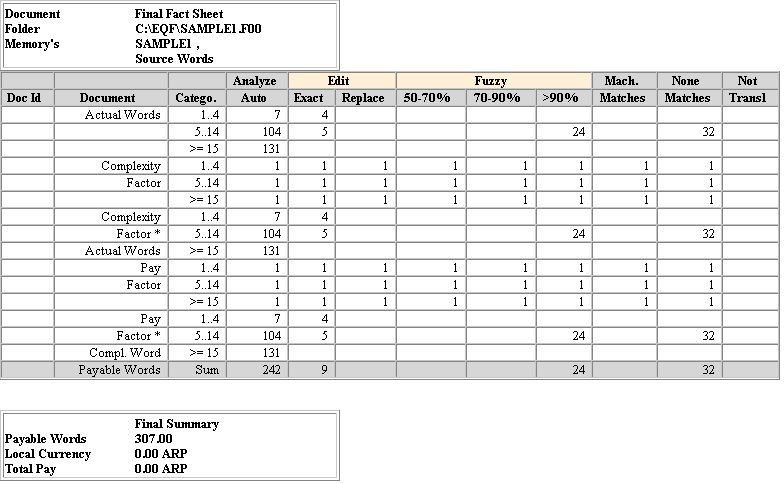 Document Final Fact Sheet
Folder C:\EQF\SAMPLE1.F00
Memory's SAMPLE1 ,
Source Words
Analyze Edit Fuzzy Mach. None Not
Doc Id Document Catego. Auto Exact Replace 50-70% 70-90% >90% Matches Matches Transl
Actual Words 1..4 7 4
5..14 104 5 24 32
>= 15 131
Complexity 1..4 1 1 1 1 1 1 1 1
Factor 5..14 1 1 1 1 1 1 1 1
>= 15 1 1 1 1 1 1 1 1
Complexity 1..4 7 4
Factor * 5..14 104 5 24 32
Actual Words >= 15 131
Pay 1..4 1 1 1 1 1 1 1 1
Factor 5..14 1 1 1 1 1 1 1 1
>= 15 1 1 1 1 1 1 1 1
Pay 1..4 7 4
Factor * 5..14 104 5 24 32
Compl. Word >= 15 131
Payable Words Sum 242 9 24 32
Final Summary
Payable Words 307.00
Local Currency 0.00 ARP
Total Pay 0.00 ARP